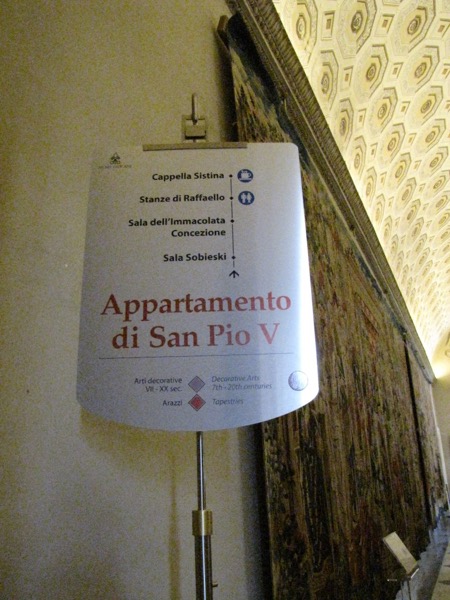 Cappella Sistina
Stanze di Raffaello
Sala dell'Immacolata
Concezione
Sala Sobieski
Appartamento
di San Pio V
Arti decorative
VII - XX sec.
Decorative Arts
7th - 20th centuries
Arazzi
Tapestries